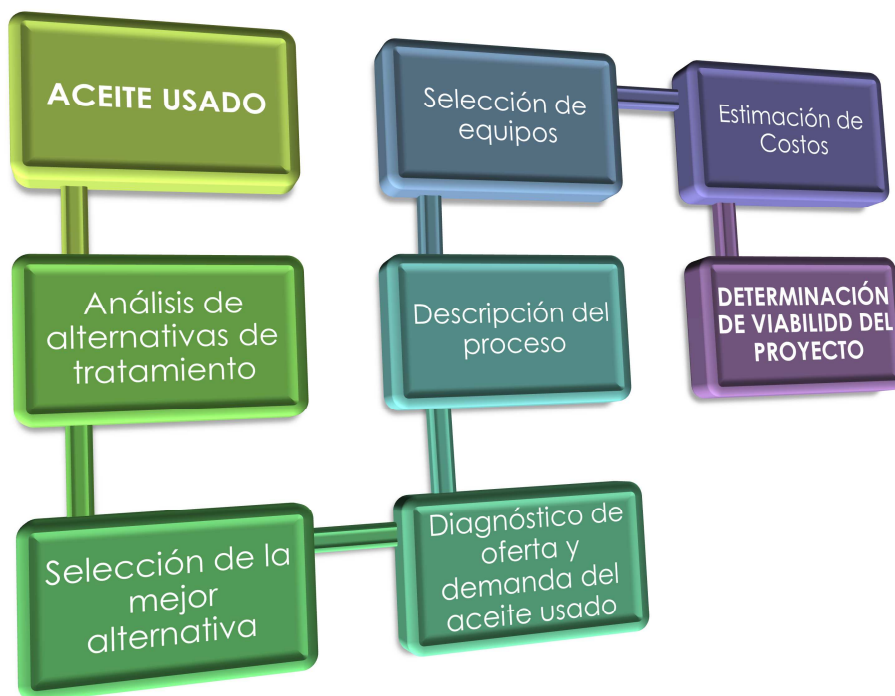 ACEITE USADO
Análisis de
alternativas de
tratamiento
Selección de la
mejor
alternativa
Diagnóstico de
oferta y
demanda del
aceite usado
Descripción del
proceso
Selección de
equipos
Estimación de
Costos
DETERMINACIÓN
DE VIABILIDD DEL
PROYECTO